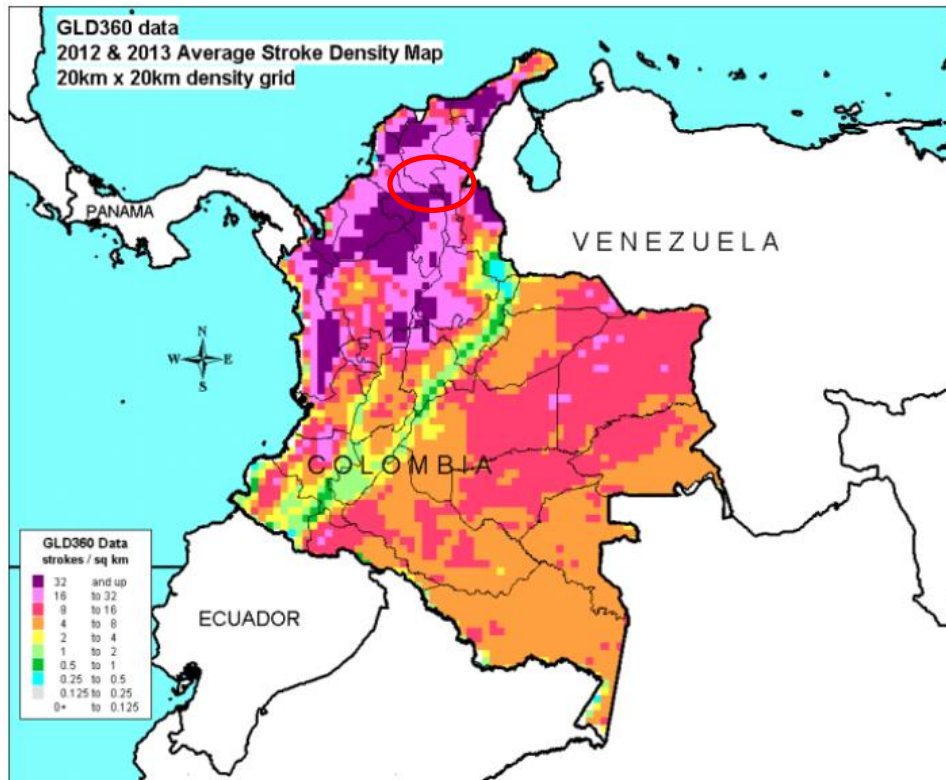 GLD360 data
2012 & 2013 Average Stroke Density Map
20km x 20km density grid
PANAMA
VENEZUELA
N
W E
S
COLOMBIA
ECUADOR
GLD360 Data
strokes / sq km
32 and up
16 to 32
8 to 16
4 to 8
2 to 4
1 to 2
0.5 to 1
0.25 to 0.5
0.125 to 0.25
0+ to 0.125